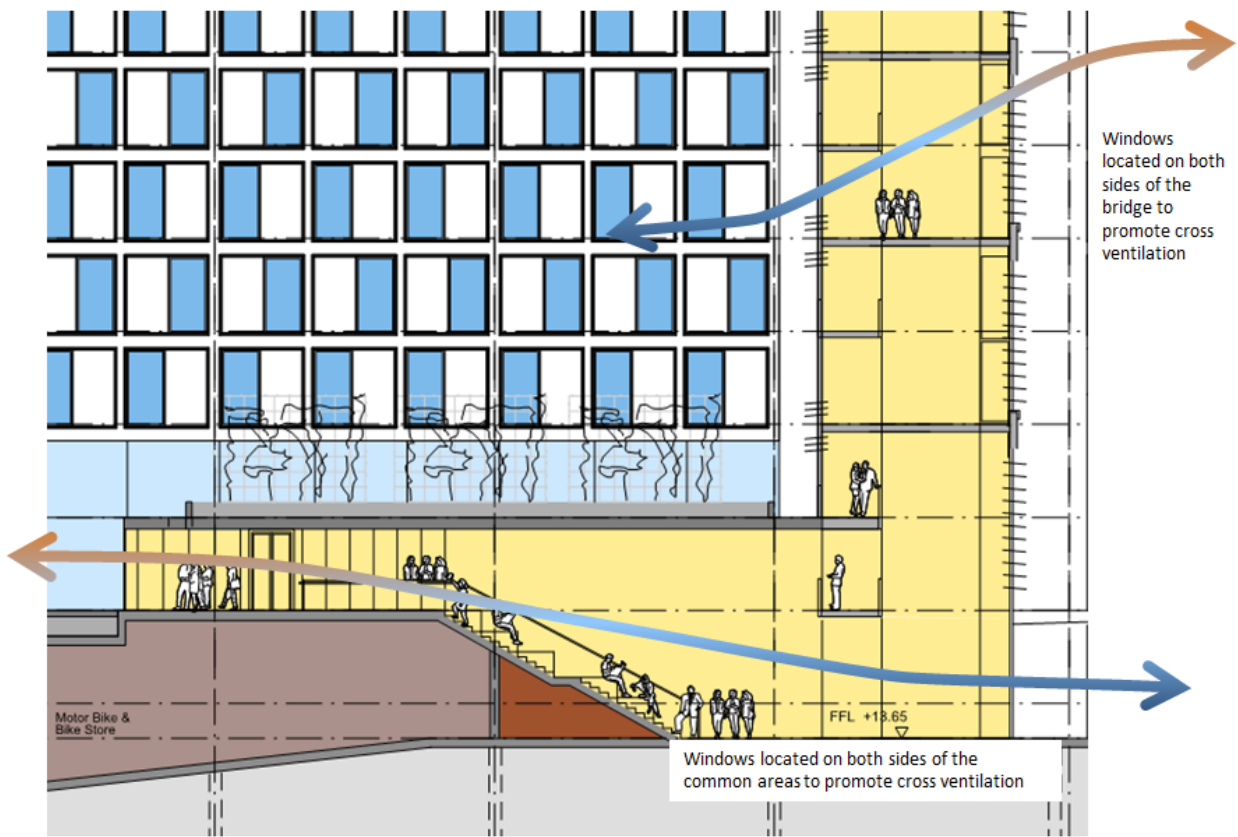 Windows
located on both
sides of the
bridge to
promote cross
ventilation
Motor Bike &
Bike Store
FFL +13.65
Windows located on both sides of the
common areas to promote cross ventilation